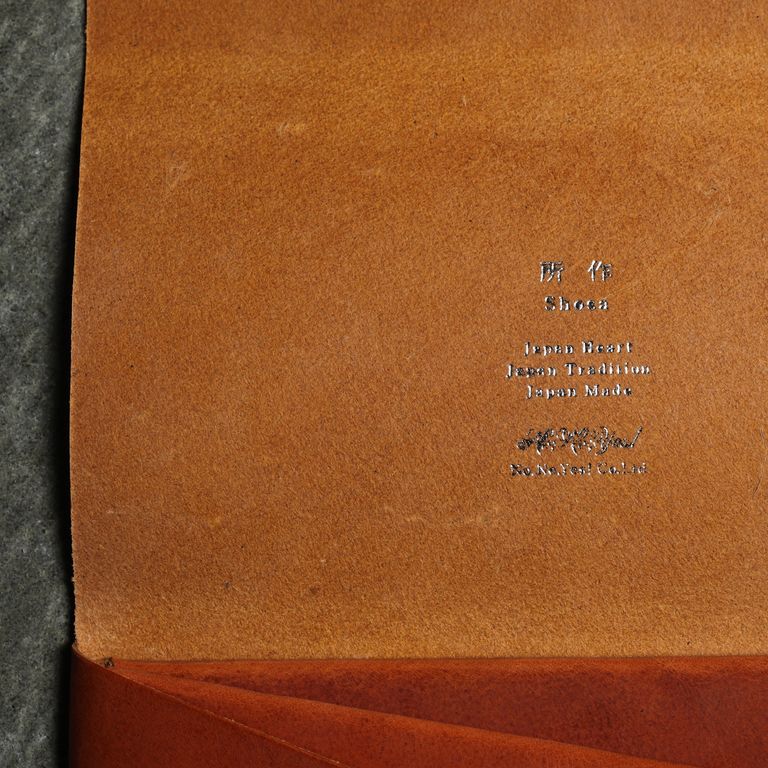 所作
Shosa
Japan Heart
Japan Tradition
Japan Made
No,No,Yes! Co.Ltd